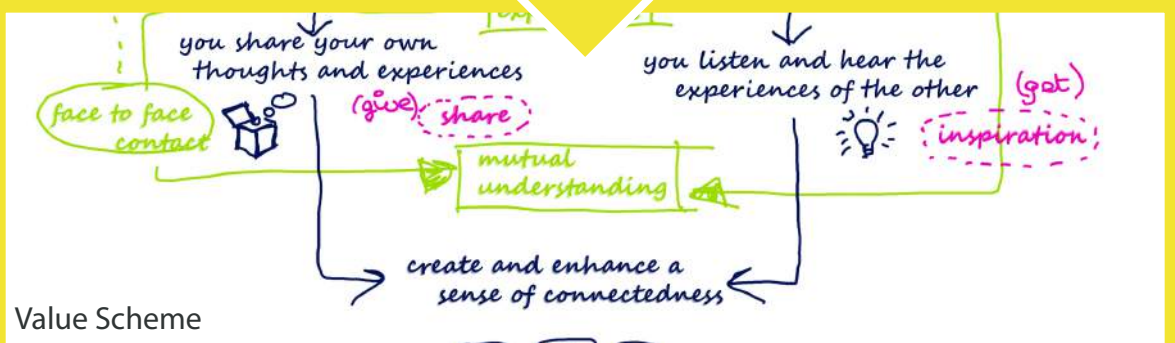 you share your own
thoughts and experiences
you listen and hear the
experiences of the other
face to face
contact
(give)
share
(get)
inspiration
mutual
understanding
create and enhance a
sense of connectedness
Value Scheme